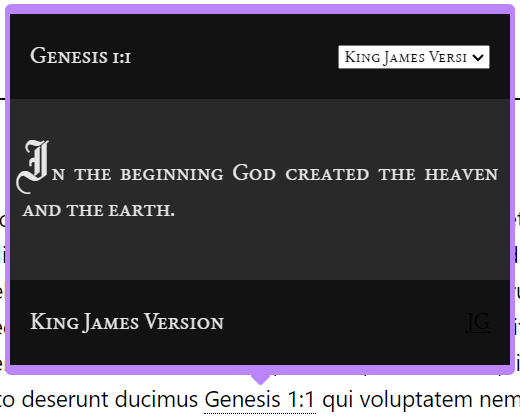 Genesis 1:1
King James Versi
In the beginning God created the heaven
and the earth.
King James Version
JG
to deserunt ducimus Genesis 1:1 qui voluptatem nem